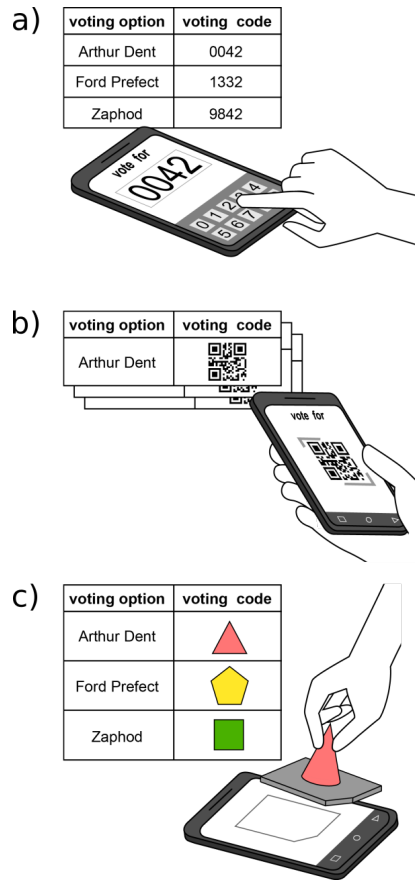 a)
voting option voting code
Arthur Dent 0042
Ford Prefect 1332
Zaphod 9842
vote for
0042
0 1 2 3 4
5 6 7
b)
voting option voting code
Arthur Dent
vote for
c)
voting option voting code
Arthur Dent
Ford Prefect
Zaphod